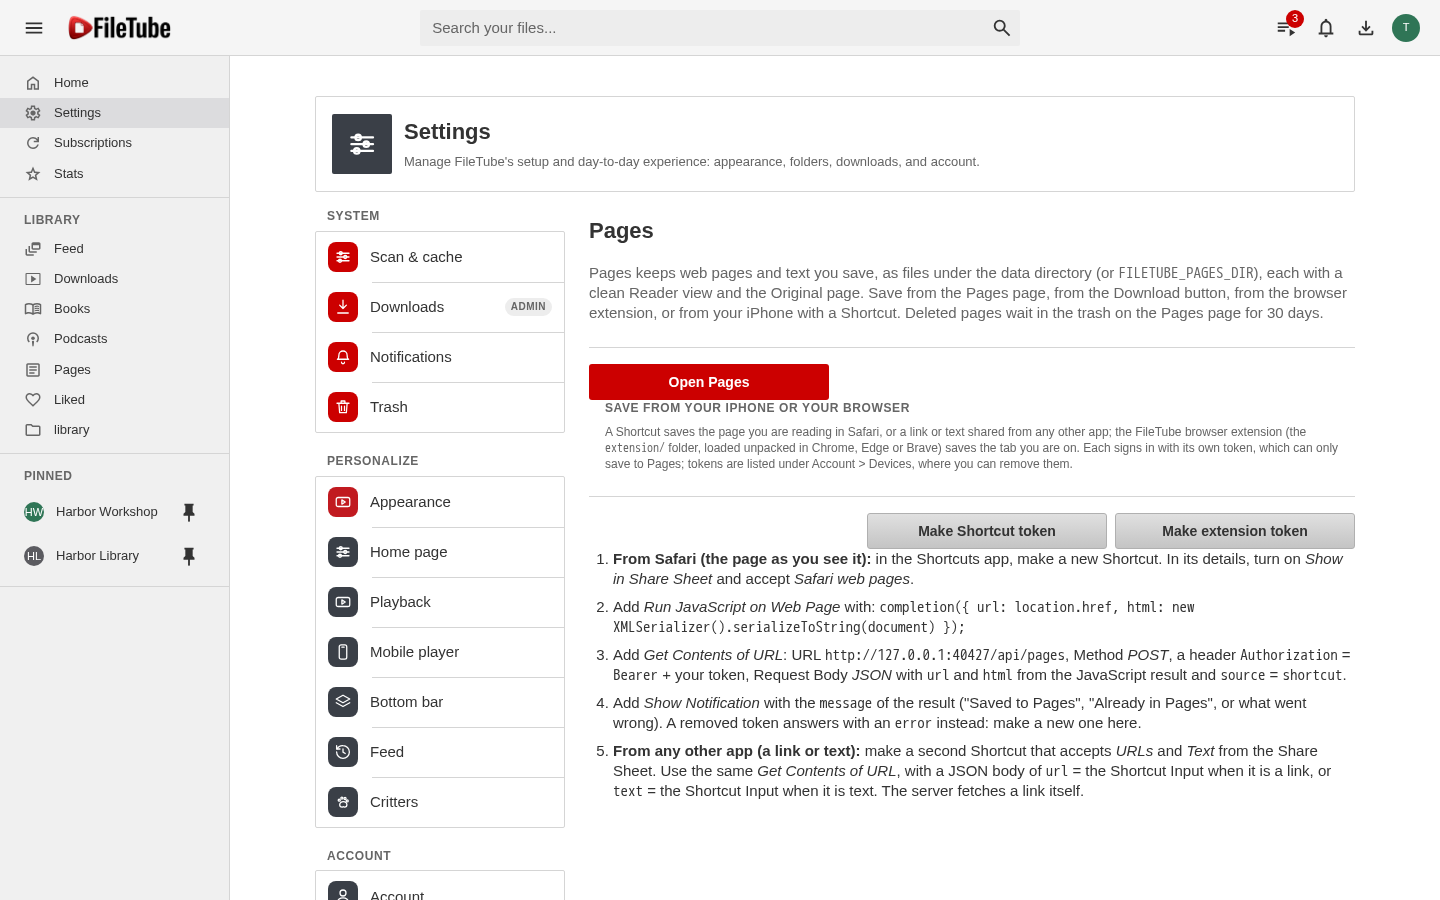 FileTube
Search your files...
3
T
Home
Settings
Subscriptions
Stats
LIBRARY
Feed
Downloads
Books
Podcasts
Pages
Liked
library
PINNED
HW Harbor Workshop
HL Harbor Library
Settings
Manage FileTube's setup and day-to-day experience: appearance, folders, downloads, and account.
SYSTEM
Scan & cache
Downloads ADMIN
Notifications
Trash
PERSONALIZE
Appearance
Home page
Playback
Mobile player
Bottom bar
Feed
Critters
ACCOUNT
Account
Pages
Pages keeps web pages and text you save, as files under the data directory (or FILETUBE_PAGES_DIR), each with a
clean Reader view and the Original page. Save from the Pages page, from the Download button, from the browser
extension, or from your iPhone with a Shortcut. Deleted pages wait in the trash on the Pages page for 30 days.
Open Pages
SAVE FROM YOUR IPHONE OR YOUR BROWSER
A Shortcut saves the page you are reading in Safari, or a link or text shared from any other app; the FileTube browser extension (the
extension/ folder, loaded unpacked in Chrome, Edge or Brave) saves the tab you are on. Each signs in with its own token, which can only
save to Pages; tokens are listed under Account > Devices, where you can remove them.
Make Shortcut token
Make extension token
1. From Safari (the page as you see it): in the Shortcuts app, make a new Shortcut. In its details, turn on Show
in Share Sheet and accept Safari web pages.
2. Add Run JavaScript on Web Page with: completion({ url: location.href, html: new
XMLSerializer().serializeToString(document) });
3. Add Get Contents of URL: URL http://127.0.0.1:40427/api/pages, Method POST, a header Authorization =
Bearer + your token, Request Body JSON with url and html from the JavaScript result and source = shortcut.
4. Add Show Notification with the message of the result ("Saved to Pages", "Already in Pages", or what went
wrong). A removed token answers with an error instead: make a new one here.
5. From any other app (a link or text): make a second Shortcut that accepts URLs and Text from the Share
Sheet. Use the same Get Contents of URL, with a JSON body of url = the Shortcut Input when it is a link, or
text = the Shortcut Input when it is text. The server fetches a link itself.